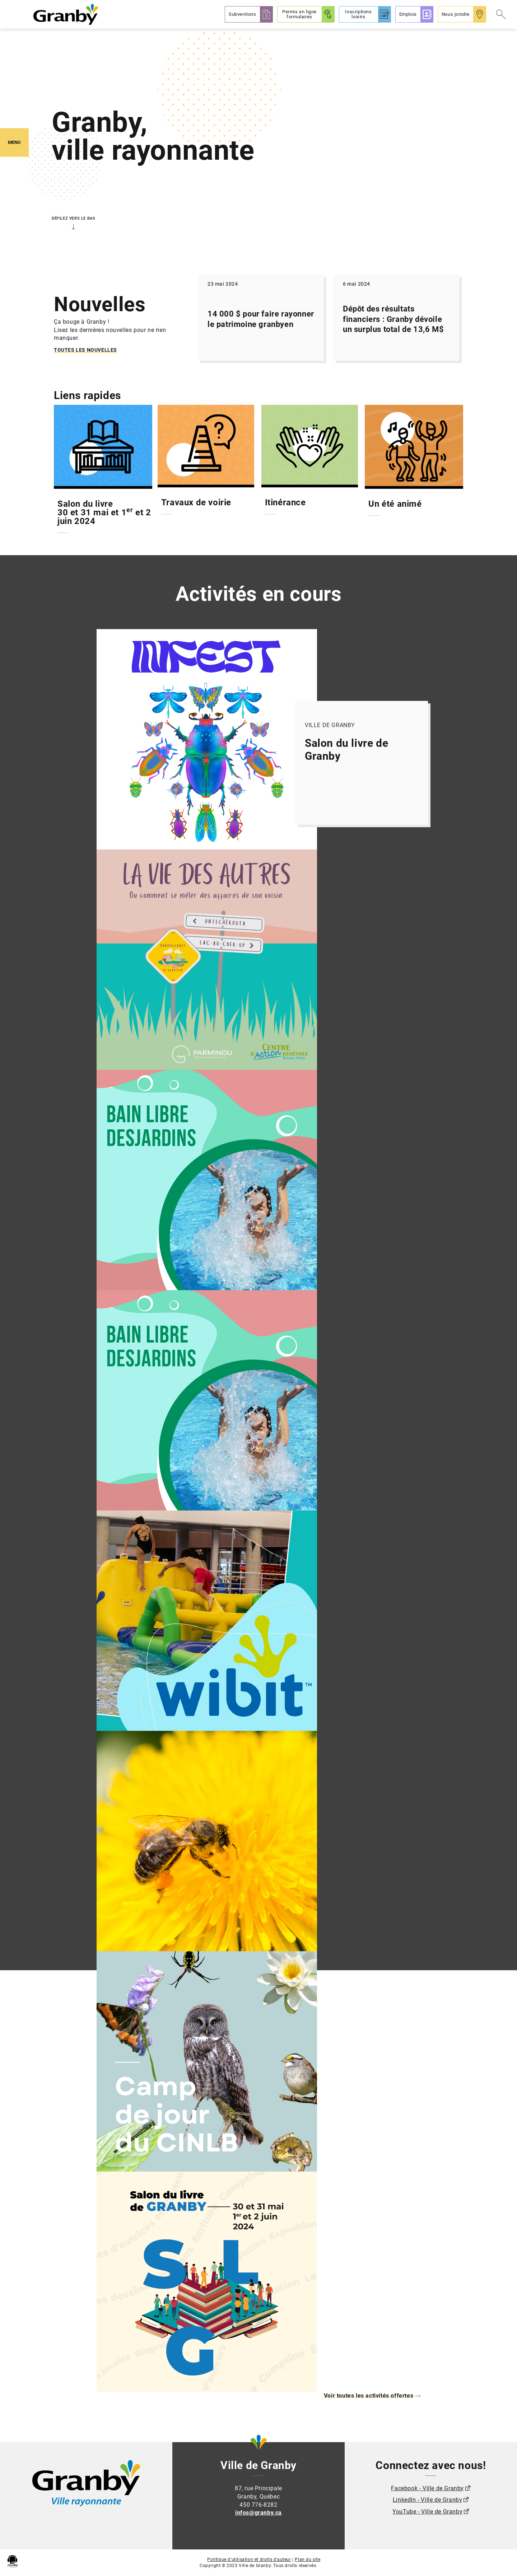 Granby
Subventions
Permis en ligne
formulaires
Inscriptions
loisirs
Emplois
Nous joindre
MENU
Granby,
ville rayonnante
DÉFILEZ VERS LE BAS
Nouvelles
Ça bouge à Granby !
Lisez les dernières nouvelles pour ne rien
manquer.
TOUTES LES NOUVELLES
23 mai 2024
14 000 $ pour faire rayonner
le patrimoine granbyen
6 mai 2024
Dépôt des résultats
financiers : Granby dévoile
un surplus total de 13,6 M$
Liens rapides
Salon du livre
30 et 31 mai et 1er et 2
juin 2024
Travaux de voirie
Itinérance
Un été animé
Activités en cours
INFEST
VILLE DE GRANBY
Salon du livre de
Granby
LA VIE DES AUTRES
Ou comment se mêler des affaires de son voisin
LAC-AU-CHER-UP
PARMINOU
CENTRE
D'Action BÉNÉVOLE
BAIN LIBRE
DESJARDINS
BAIN LIBRE
DESJARDINS
wibit™
Camp
de jour
du CINLB
Salon du livre
de GRANBY
30 et 31 mai
1er et 2 juin
2024
S L
G
Voir toutes les activités offertes →
Granby
Ville rayonnante
Ville de Granby
87, rue Principale
Granby, Québec
450 776-8282
infos@granby.ca
Connectez avec nous!
Facebook - Ville de Granby
LinkedIn - Ville de Granby
YouTube - Ville de Granby
Politique d'utilisation et droits d'auteur | Plan du site
Copyright © 2023 Ville de Granby. Tous droits réservés.